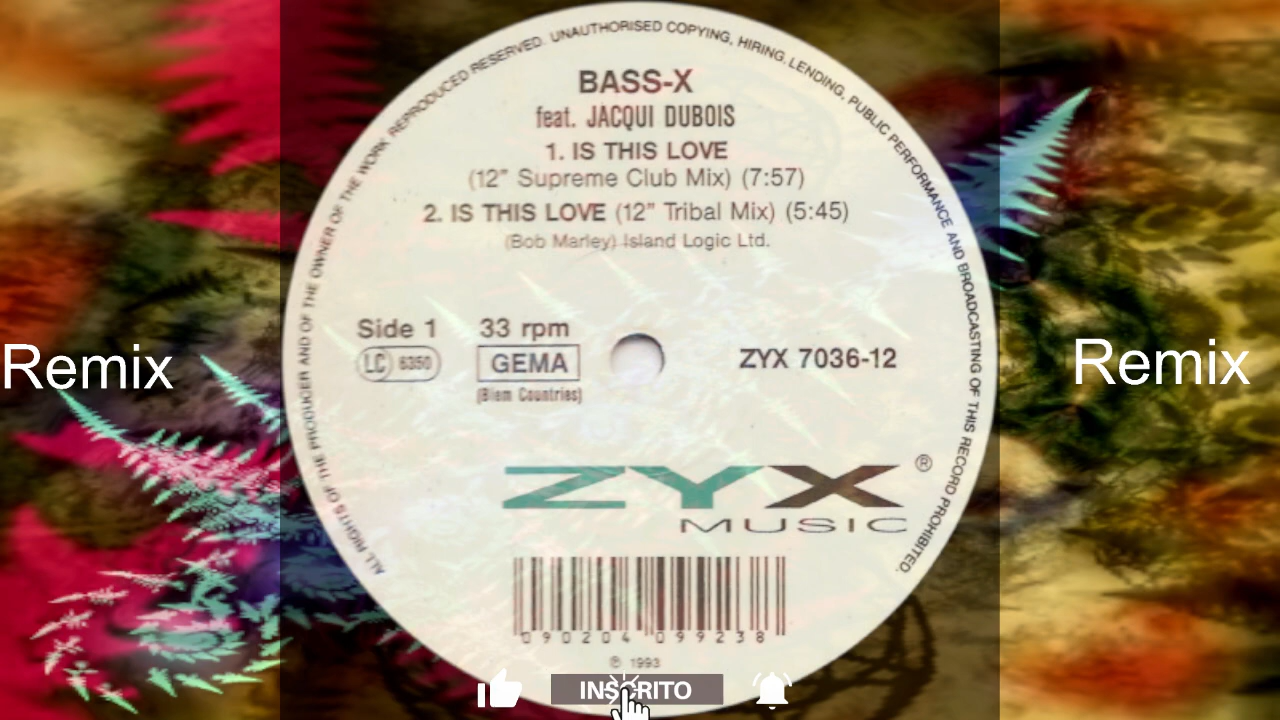 ALL RIGHTS OF THE PRODUCER AND OF THE OWNER OF THE WORK REPRODUCED RESERVED. UNAUTHORISED COPYING, HIRING, LENDING, PUBLIC PERFORMANCE AND BROADCASTING OF THIS RECORD PROHIBITED.
BASS-X
feat. JACQUI DUBOIS
1. IS THIS LOVE
(12" Supreme Club Mix) (7:57)
2. IS THIS LOVE (12" Tribal Mix) (5:45)
(Bob Marley) Island Logic Ltd.
Side 1 33 rpm
LC 6350 GEMA ZYX 7036-12
(Biem Countries)
Remix Remix
ZYX ®
MUSIC
090204 099238
℗ 1993
INSCRITO